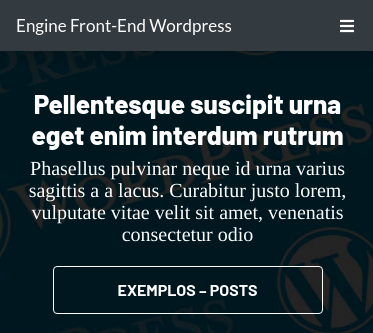 Engine Front-End Wordpress
Pellentesque suscipit urna
eget enim interdum rutrum
Phasellus pulvinar neque id urna varius
sagittis a a lacus. Curabitur justo lorem,
vulputate vitae velit sit amet, venenatis
consectetur odio
EXEMPLOS – POSTS